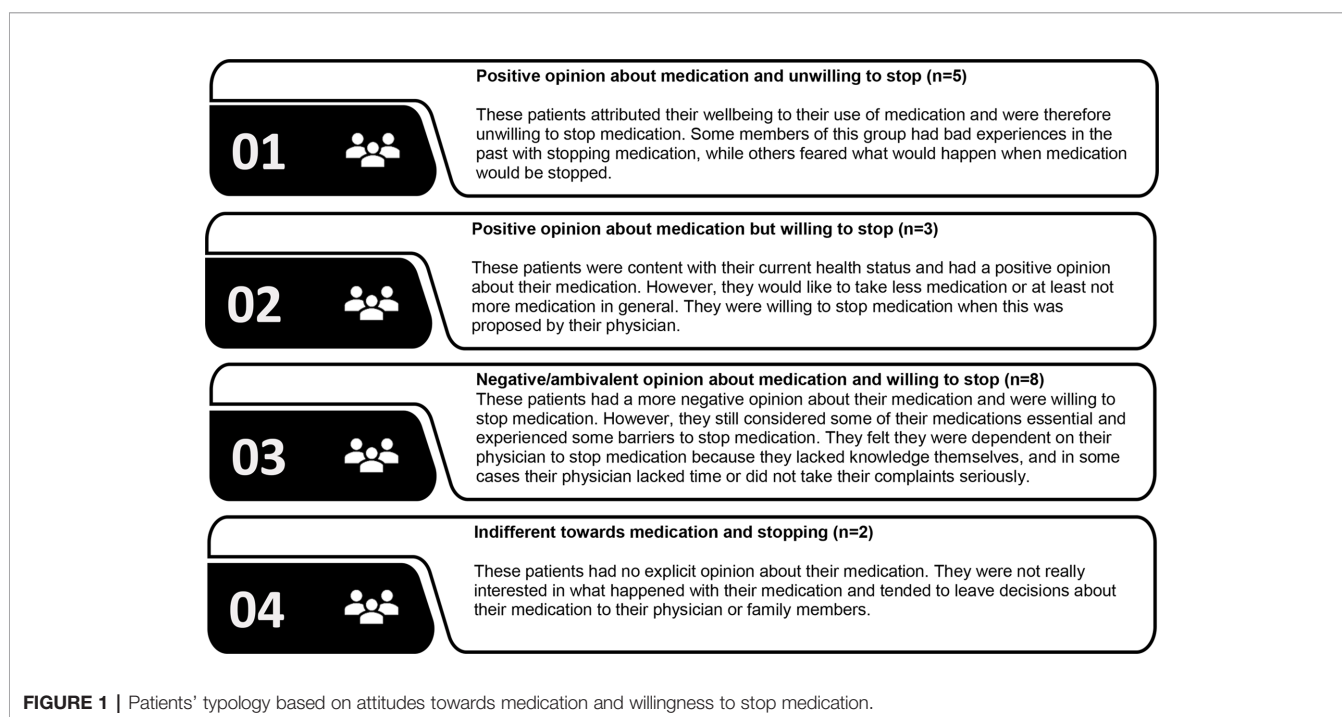 Positive opinion about medication and unwilling to stop (n=5)
01
These patients attributed their wellbeing to their use of medication and were therefore
unwilling to stop medication. Some members of this group had bad experiences in the
past with stopping medication, while others feared what would happen when medication
would be stopped.
Positive opinion about medication but willing to stop (n=3)
02
These patients were content with their current health status and had a positive opinion
about their medication. However, they would like to take less medication or at least not
more medication in general. They were willing to stop medication when this was
proposed by their physician.
Negative/ambivalent opinion about medication and willing to stop (n=8)
03
These patients had a more negative opinion about their medication and were willing to
stop medication. However, they still considered some of their medications essential and
experienced some barriers to stop medication. They felt they were dependent on their
physician to stop medication because they lacked knowledge themselves, and in some
cases their physician lacked time or did not take their complaints seriously.
Indifferent towards medication and stopping (n=2)
04
These patients had no explicit opinion about their medication. They were not really
interested in what happened with their medication and tended to leave decisions about
their medication to their physician or family members.
FIGURE 1 | Patients' typology based on attitudes towards medication and willingness to stop medication.